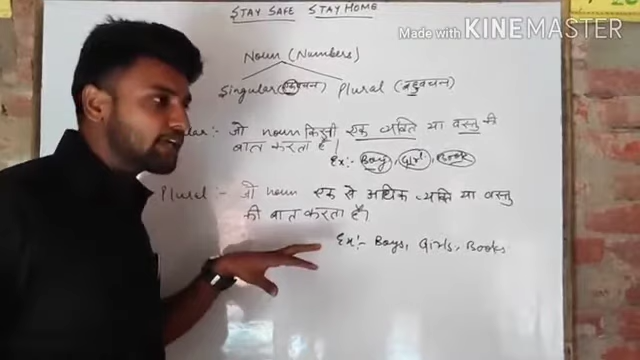 STAY SAFE STAY HOME
Made with KINEMASTER
Noun (Numbers)
Singular (एकवचन) Plural (बहुवचन)
:- जो noun किसी एक व्यक्ति या वस्तु की
बात करता है।
Ex:- Boy, Girl, Book
Plural :- जो noun एक से अधिक व्यक्ति या वस्तु
की बात करता है।
Ex:- Boys, Girls, Books